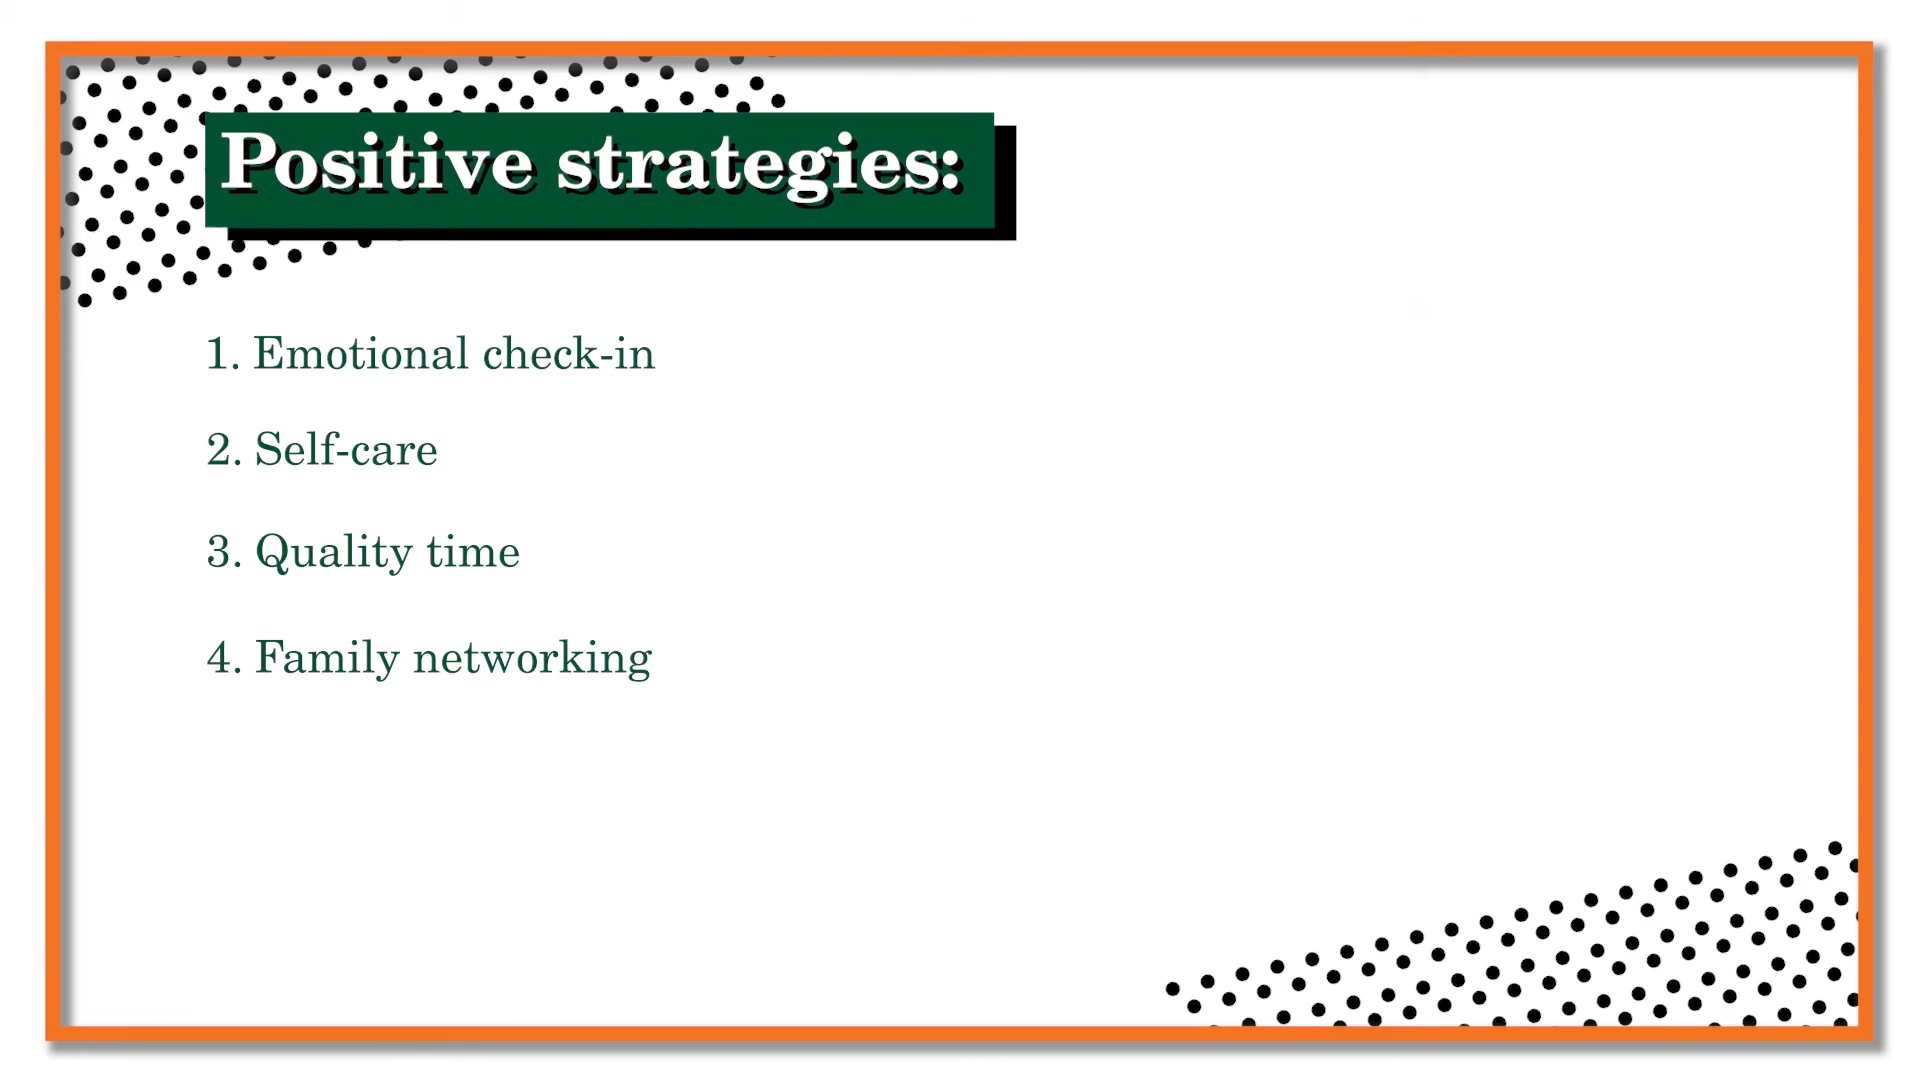 Positive strategies:
1. Emotional check-in
2. Self-care
3. Quality time
4. Family networking